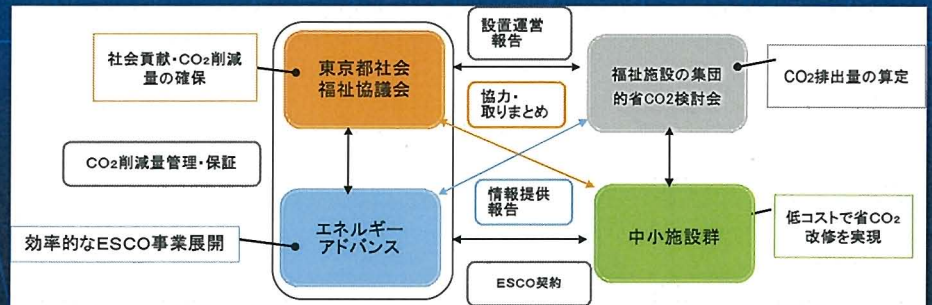 設置運営
報告
社会貢献・CO₂削減
量の確保
東京都社会
福祉協議会
福祉施設の集団
的省CO2検討会
CO₂排出量の算定
協力・
取りまとめ
CO₂削減量管理・保証
情報提供
報告
エネルギー
アドバンス
中小施設群
低コストで省CO₂
改修を実現
効率的なESCO事業展開
ESCO契約